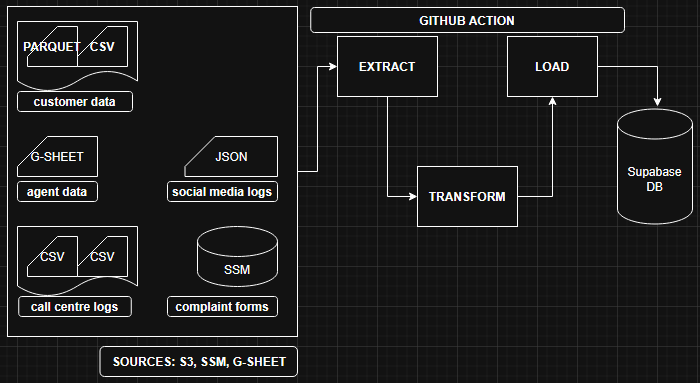 GITHUB ACTION
PARQUET CSV
customer data
G-SHEET
agent data
JSON
social media logs
CSV CSV
call centre logs
SSM
complaint forms
SOURCES: S3, SSM, G-SHEET
EXTRACT
TRANSFORM
LOAD
Supabase
DB